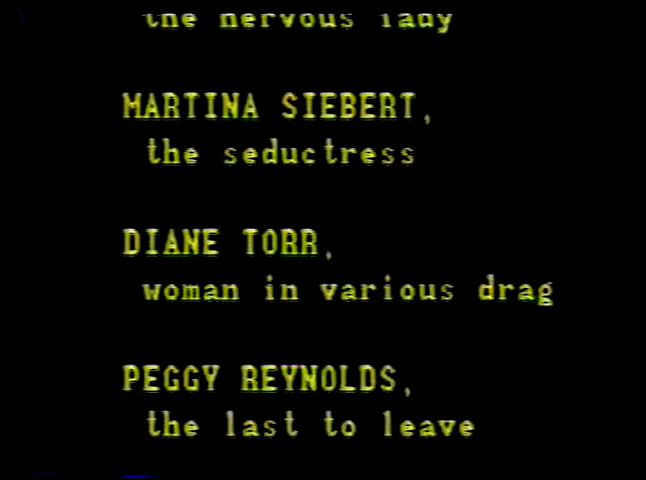 the nervous lady
MARTINA SIEBERT,
the seductress
DIANE TORR,
woman in various drag
PEGGY REYNOLDS,
the last to leave